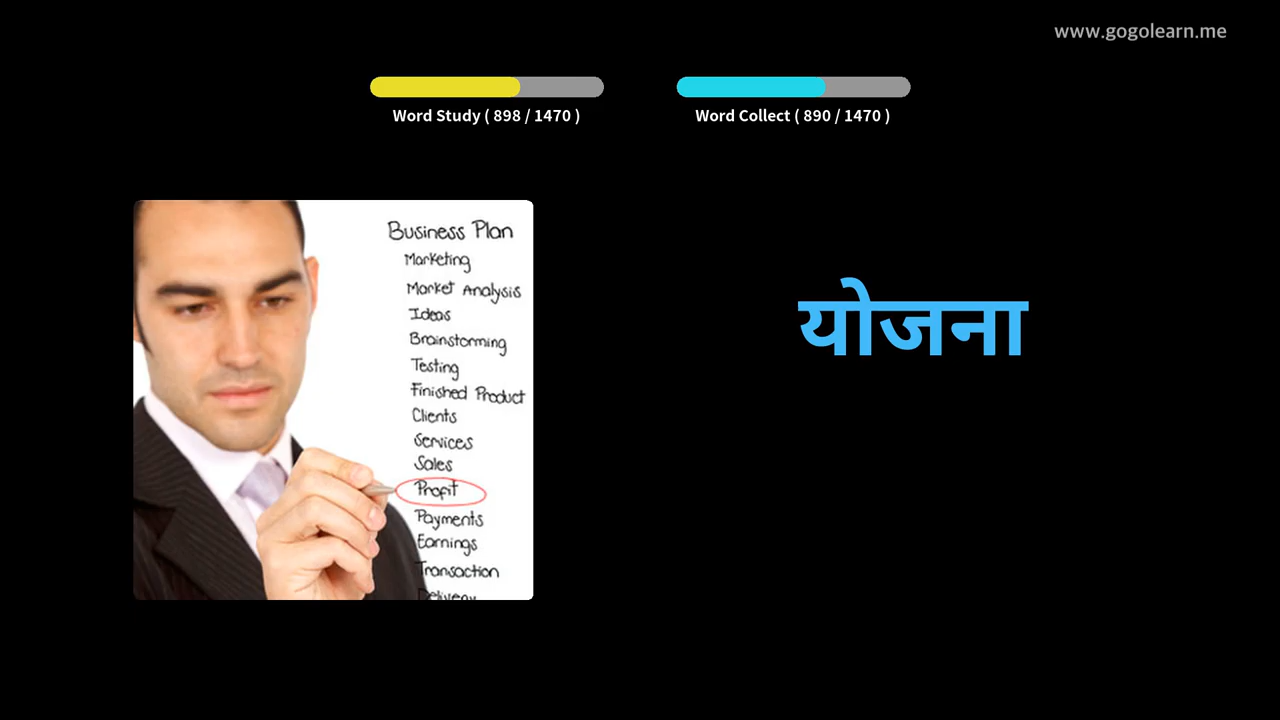 www.gogolearn.me
Word Study ( 898 / 1470 )
Word Collect ( 890 / 1470 )
Business Plan
Marketing
Market Analysis
Ideas
Brainstorming
Testing
Finished Product
Clients
Services
Sales
Profit
Payments
Earnings
Transaction
Delivery
योजना